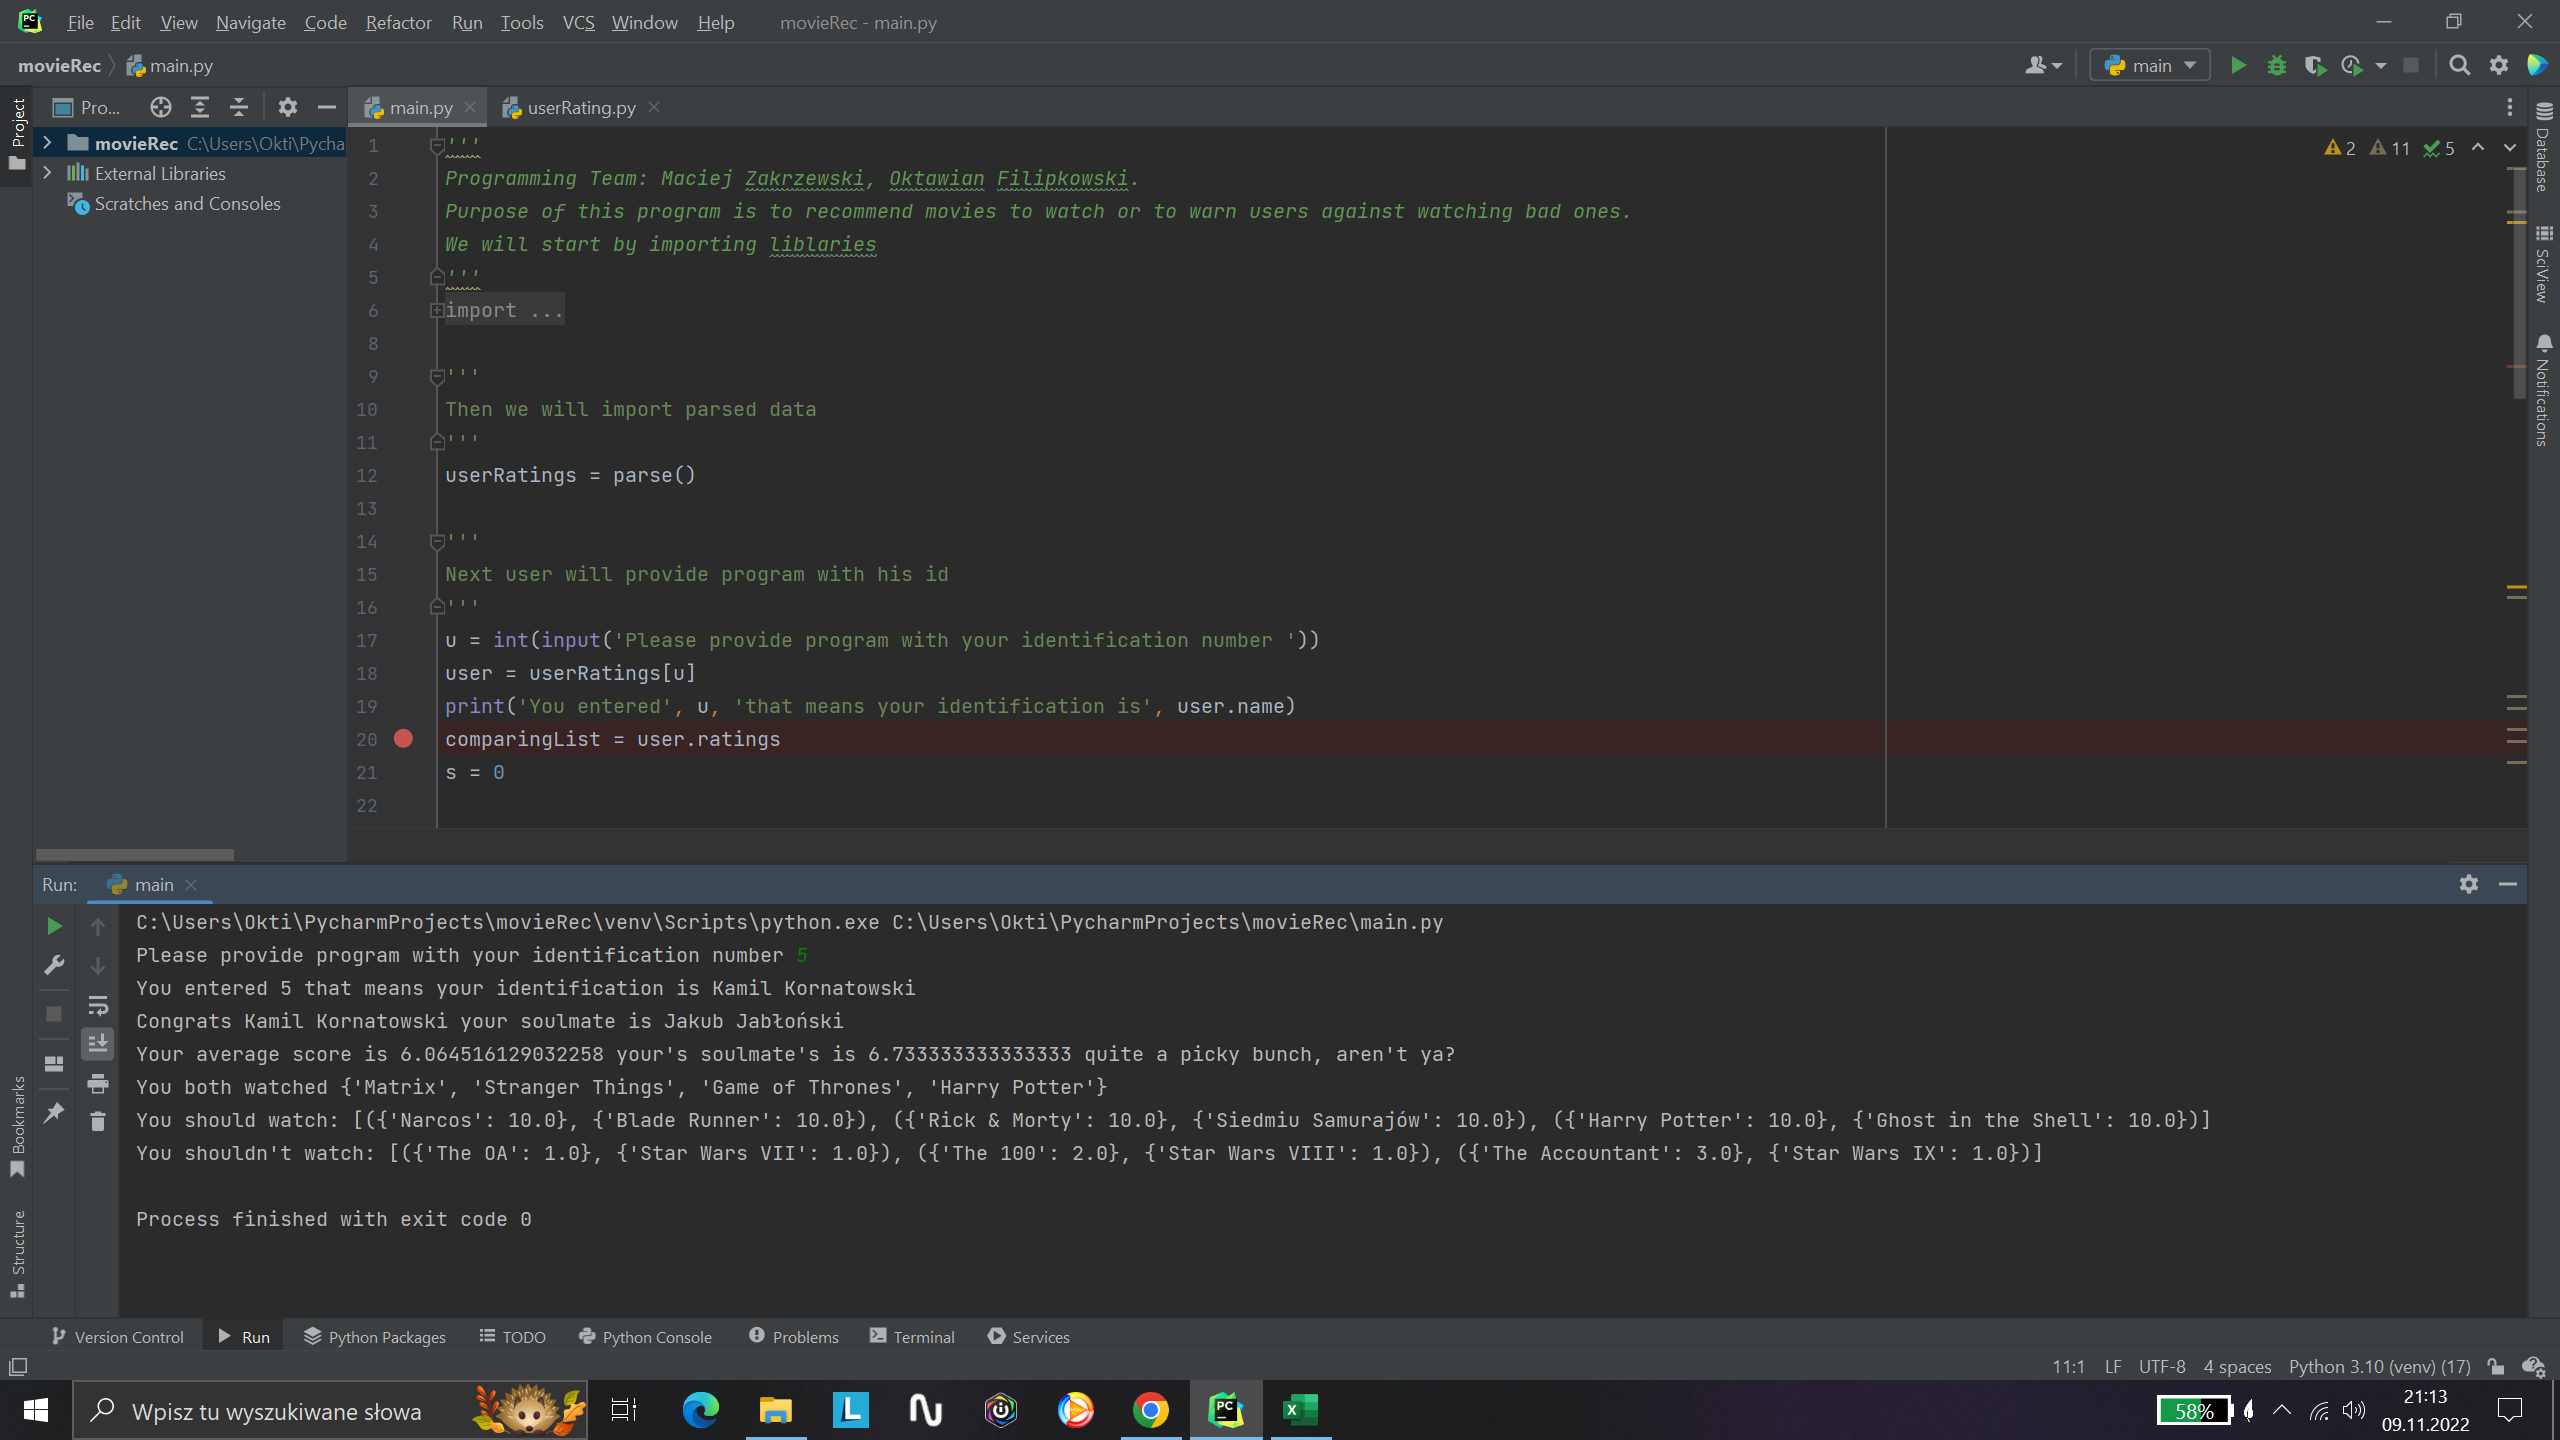 File Edit View Navigate Code Refactor Run Tools VCS Window Help movieRec - main.py
movieRec main.py
main
Pro...
main.py
userRating.py
Project
movieRec C:\Users\Okti\Pycha
External Libraries
Scratches and Consoles
2 11 5
1 '''
2 Programming Team: Maciej Zakrzewski, Oktawian Filipkowski.
3 Purpose of this program is to recommend movies to watch or to warn users against watching bad ones.
4 We will start by importing liblaries
5 '''
6 import ...
8
9 '''
10 Then we will import parsed data
11 '''
12 userRatings = parse()
13
14 '''
15 Next user will provide program with his id
16 '''
17 u = int(input('Please provide program with your identification number '))
18 user = userRatings[u]
19 print('You entered', u, 'that means your identification is', user.name)
20 comparingList = user.ratings
21 s = 0
22
Database
SciView
Notifications
Run: main
C:\Users\Okti\PycharmProjects\movieRec\venv\Scripts\python.exe C:\Users\Okti\PycharmProjects\movieRec\main.py
Please provide program with your identification number 5
You entered 5 that means your identification is Kamil Kornatowski
Congrats Kamil Kornatowski your soulmate is Jakub Jabłoński
Your average score is 6.064516129032258 your's soulmate's is 6.733333333333333 quite a picky bunch, aren't ya?
You both watched {'Matrix', 'Stranger Things', 'Game of Thrones', 'Harry Potter'}
You should watch: [({'Narcos': 10.0}, {'Blade Runner': 10.0}), ({'Rick & Morty': 10.0}, {'Siedmiu Samurajów': 10.0}), ({'Harry Potter': 10.0}, {'Ghost in the Shell': 10.0})]
You shouldn't watch: [({'The OA': 1.0}, {'Star Wars VII': 1.0}), ({'The 100': 2.0}, {'Star Wars VIII': 1.0}), ({'The Accountant': 3.0}, {'Star Wars IX': 1.0})]
Process finished with exit code 0
Bookmarks
Structure
Version Control Run Python Packages TODO Python Console Problems Terminal Services
11:1 LF UTF-8 4 spaces Python 3.10 (venv) (17)
Wpisz tu wyszukiwane słowa
L
PC
X
58%
21:13
09.11.2022